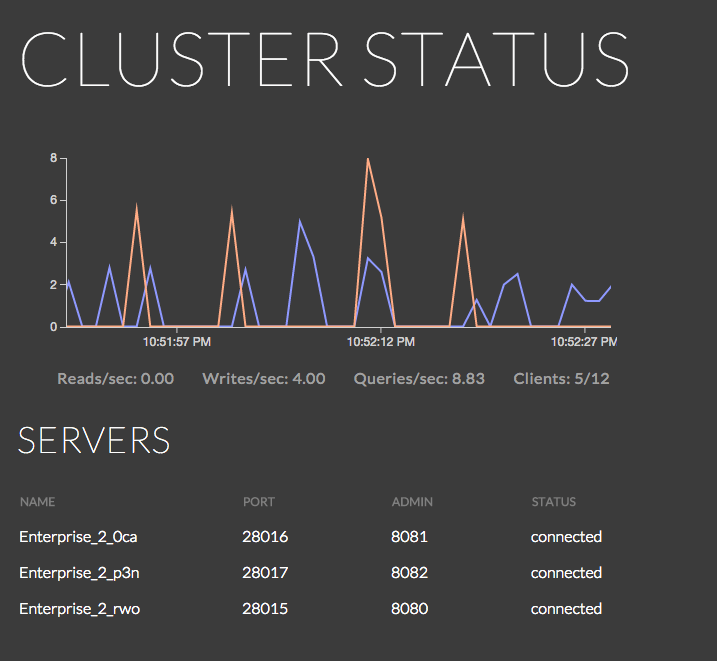 CLUSTER STATUS
8
6
4
2
0
10:51:57 PM 10:52:12 PM 10:52:27 PM
Reads/sec: 0.00 Writes/sec: 4.00 Queries/sec: 8.83 Clients: 5/12
SERVERS
NAME PORT ADMIN STATUS
Enterprise_2_0ca 28016 8081 connected
Enterprise_2_p3n 28017 8082 connected
Enterprise_2_rwo 28015 8080 connected